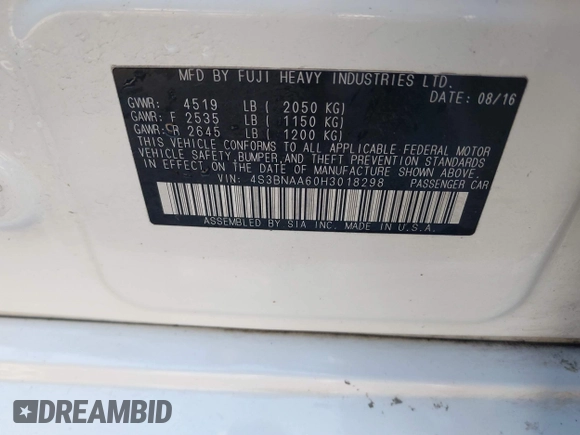 MFD BY FUJI HEAVY INDUSTRIES LTD.
DATE: 08/16
GVWR: 4519 LB ( 2050 KG)
GAWR: F 2535 LB ( 1150 KG)
GAWR: R 2645 LB ( 1200 KG)
THIS VEHICLE CONFORMS TO ALL APPLICABLE FEDERAL MOTOR
VEHICLE SAFETY, BUMPER, AND THEFT PREVENTION STANDARDS
IN EFFECT ON THE DATE OF MANUFACTURE SHOWN ABOVE.
VIN: 4S3BNAA60H3018298 PASSENGER CAR
ASSEMBLED BY SIA INC. MADE IN U.S.A.
DREAMBID